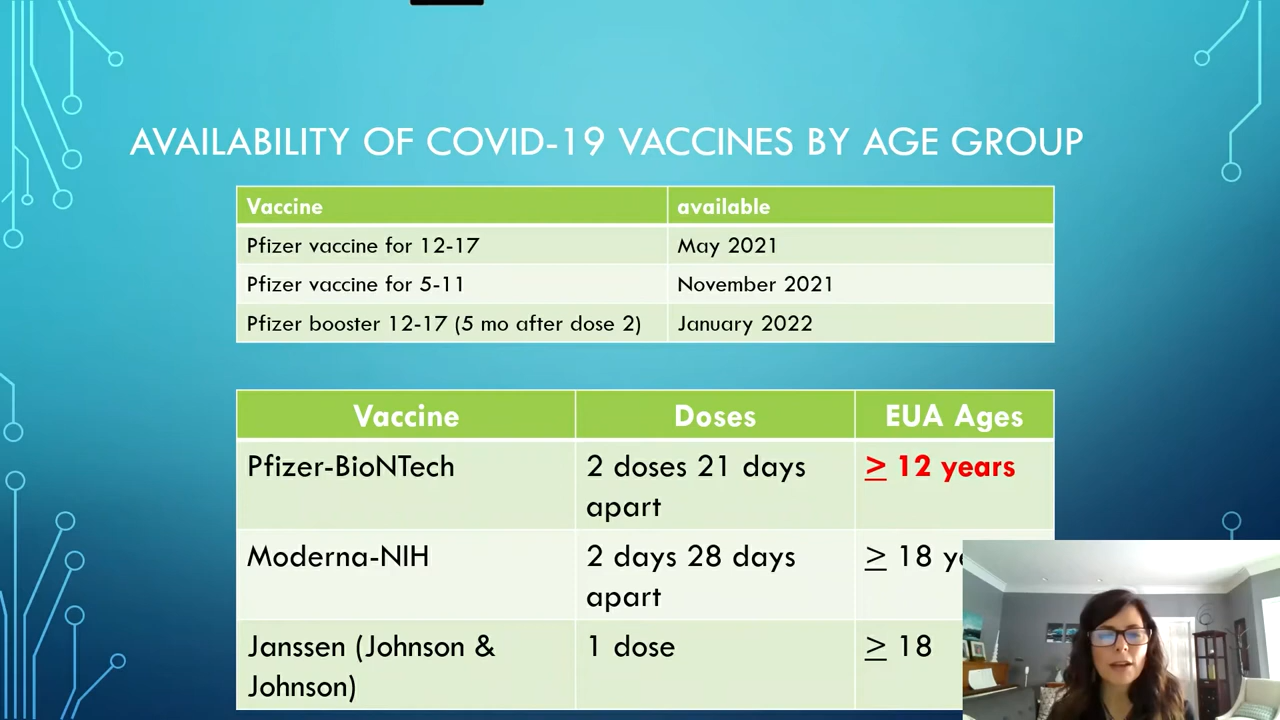 AVAILABILITY OF COVID-19 VACCINES BY AGE GROUP
Vaccine available
Pfizer vaccine for 12-17 May 2021
Pfizer vaccine for 5-11 November 2021
Pfizer booster 12-17 (5 mo after dose 2) January 2022
Vaccine Doses EUA Ages
Pfizer-BioNTech 2 doses 21 days ≥ 12 years
apart
Moderna-NIH 2 days 28 days ≥ 18
apart
Janssen (Johnson & 1 dose ≥ 18
Johnson)